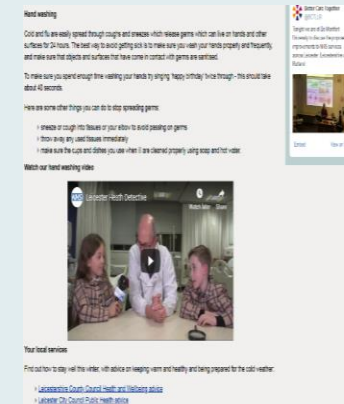 Hand washing
Cold and flu are easily spread through coughs and sneezes which release germs which can live on hands and other
surfaces for 24 hours. The best way to avoid getting sick is to make sure you wash your hands properly and frequently,
and make sure that objects and surfaces that have come in contact with germs are sanitised.
To make sure you spend enough time washing your hands try singing 'happy birthday' twice through - this should take
about 40 seconds.
Here are some other things you can do to stop spreading germs:
› sneeze or cough into tissues or your elbow to avoid passing on germs
› throw away any used tissues immediately
› make sure the cups and dishes you use when ill are cleaned properly using soap and hot water.
Watch our hand washing video
NHS Leicester Health Detective
Watch later Share
Your local services
Find out how to stay well this winter, with advice on keeping warm and healthy and being prepared for the cold weather:
› Leicestershire County Council Health and Wellbeing advice
› Leicester City Council Public Health advice
Better Care Together
Embed